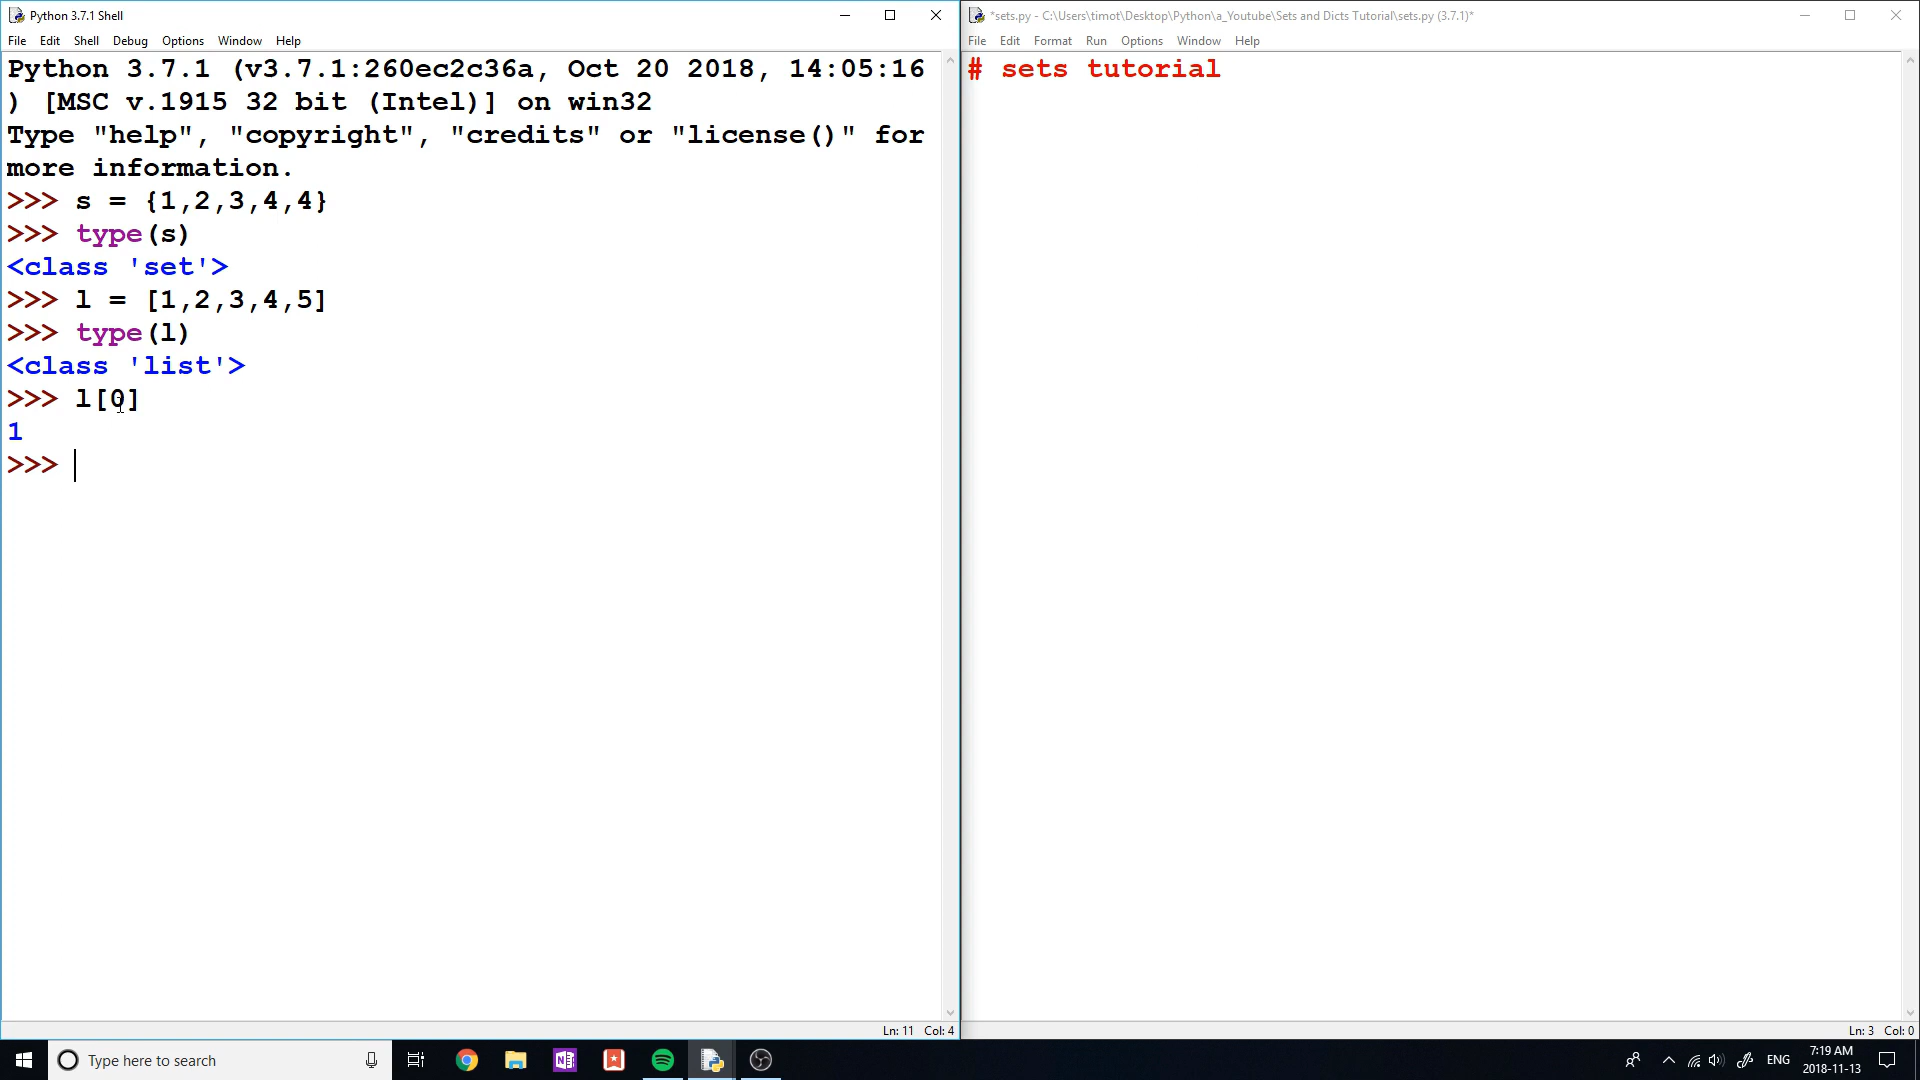 Python 3.7.1 Shell
File Edit Shell Debug Options Window Help
Python 3.7.1 (v3.7.1:260ec2c36a, Oct 20 2018, 14:05:16
) [MSC v.1915 32 bit (Intel)] on win32
Type "help", "copyright", "credits" or "license()" for
more information.
>>> s = {1,2,3,4,4}
>>> type(s)
<class 'set'>
>>> l = [1,2,3,4,5]
>>> type(l)
<class 'list'>
>>> l[0]
1
>>>
Ln: 11 Col: 4
*sets.py - C:\Users\timot\Desktop\Python\a_Youtube\Sets and Dicts Tutorial\sets.py (3.7.1)*
File Edit Format Run Options Window Help
# sets tutorial
Ln: 3 Col: 0
Type here to search
N
ENG
7:19 AM
2018-11-13